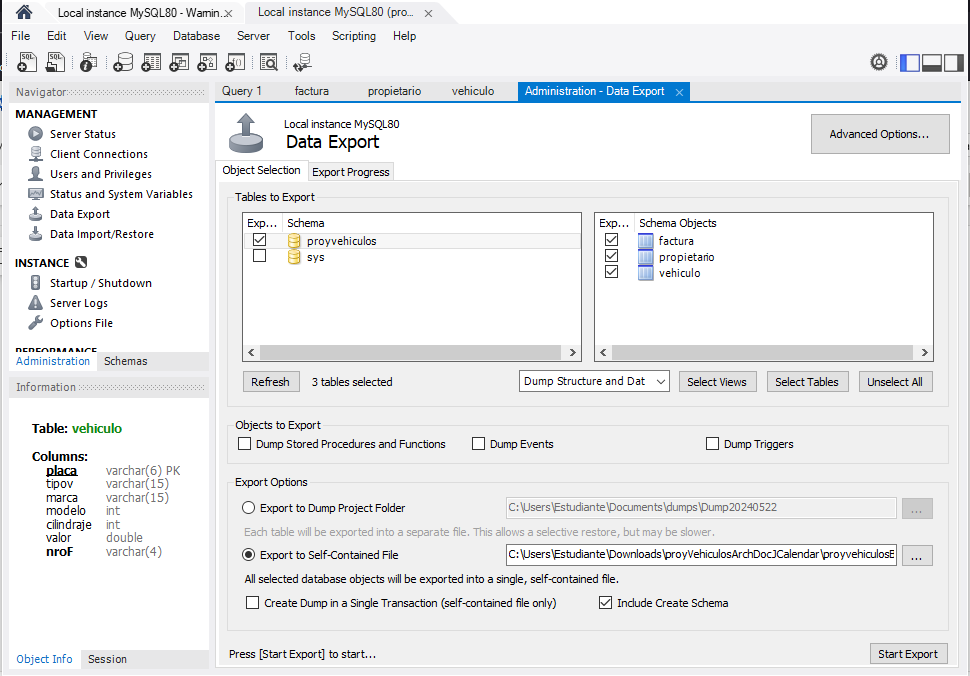 Local instance MySQL80 - Warnin... Local instance MySQL80 (pro...
File Edit View Query Database Server Tools Scripting Help
Navigator
MANAGEMENT
Server Status
Client Connections
Users and Privileges
Status and System Variables
Data Export
Data Import/Restore
INSTANCE
Startup / Shutdown
Server Logs
Options File
PERFORMANCE
Administration Schemas
Information
Table: vehiculo
Columns:
placa varchar(6) PK
tipov varchar(15)
marca varchar(15)
modelo int
cilindraje int
valor double
nroF varchar(4)
Object Info Session
Query 1 factura propietario vehiculo Administration - Data Export
Local instance MySQL80
Data Export
Advanced Options...
Object Selection Export Progress
Tables to Export
Exp... Schema
proyvehiculos
sys
Exp... Schema Objects
factura
propietario
vehiculo
Refresh 3 tables selected Dump Structure and Dat Select Views Select Tables Unselect All
Objects to Export
Dump Stored Procedures and Functions Dump Events Dump Triggers
Export Options
Export to Dump Project Folder C:\Users\Estudiante\Documents\dumps\Dump20240522 ...
Each table will be exported into a separate file. This allows a selective restore, but may be slower.
Export to Self-Contained File C:\Users\Estudiante\Downloads\proyVehiculosArchDocJCalendar\proyvehiculosE ...
All selected database objects will be exported into a single, self-contained file.
Create Dump in a Single Transaction (self-contained file only) Include Create Schema
Press [Start Export] to start...
Start Export